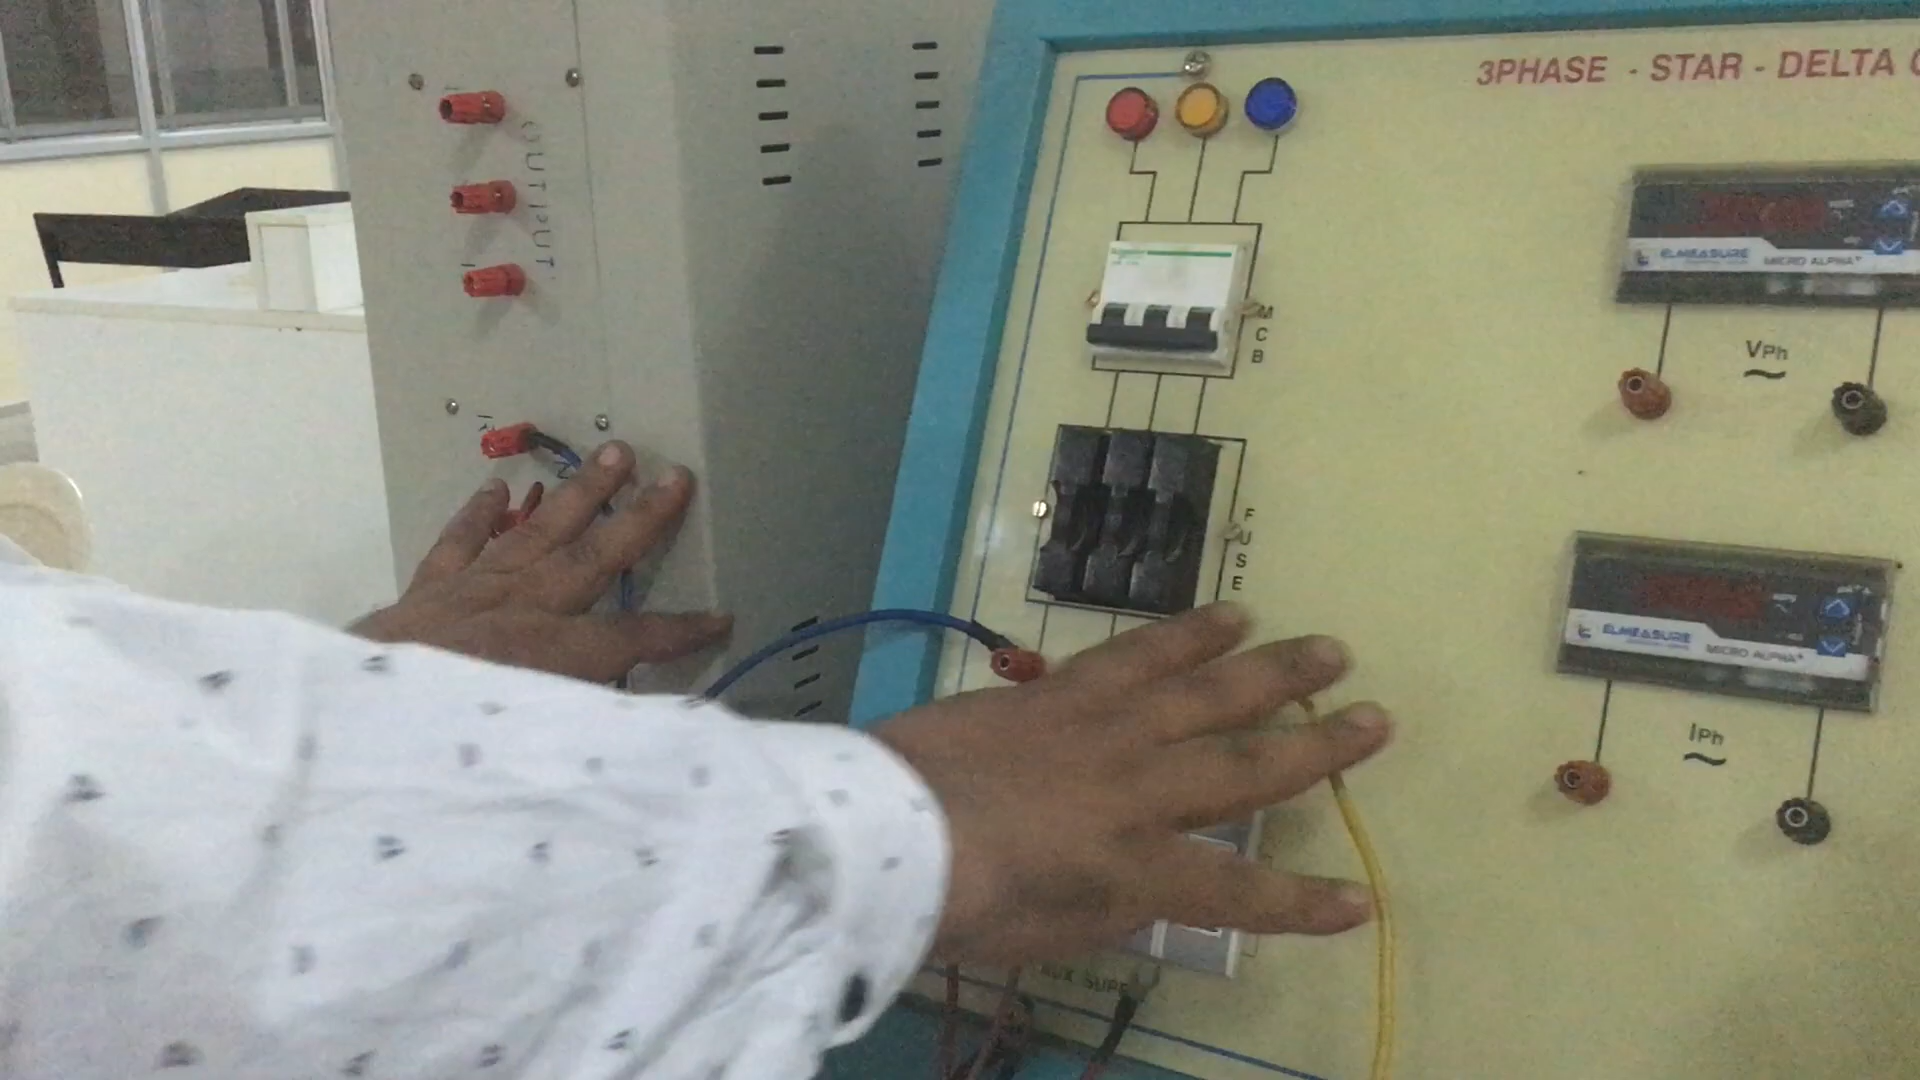 3PHASE - STAR - DELTA
OUTPUT
MCB
FUSE
ELMEASURE
MICRO ALPHA+
VPh
~
ELMEASURE
MICRO ALPHA+
IPh
~
R